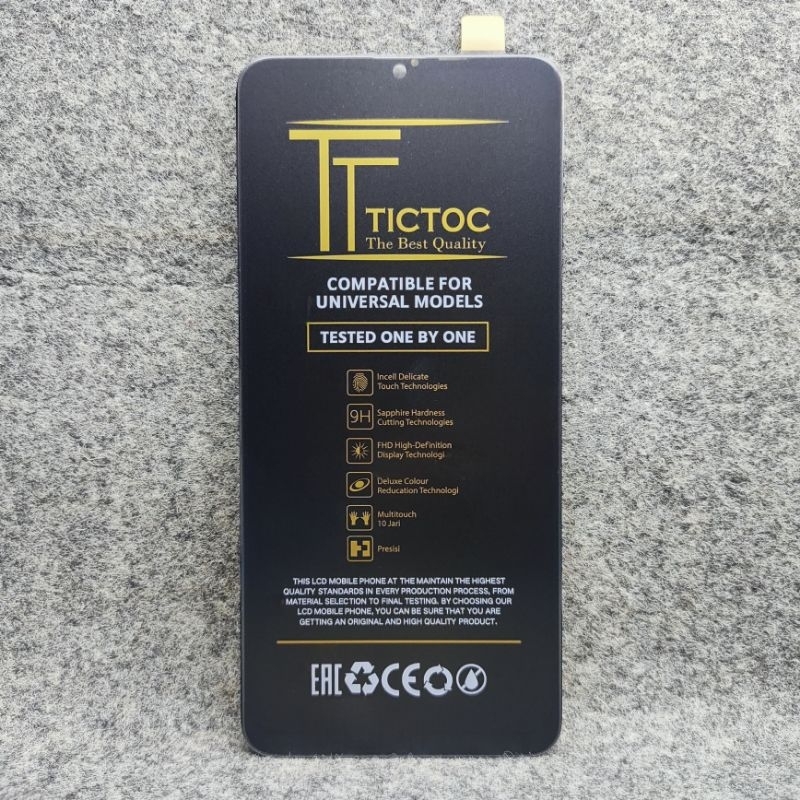 TT
TICTOC
The Best Quality
COMPATIBLE FOR
UNIVERSAL MODELS
TESTED ONE BY ONE
Incell Delicate
Touch Technologies
9H
Sapphire Hardness
Cutting Technologies
FHD High-Definition
Display Technologi
Deluxe Colour
Reducation Technologi
Multitouch
10 Jari
Presisi
THIS LCD MOBILE PHONE AT THE MAINTAIN THE HIGHEST
QUALITY STANDARDS IN EVERY PRODUCTION PROCESS, FROM
MATERIAL SELECTION TO FINAL TESTING. BY CHOOSING OUR
LCD MOBILE PHONE, YOU CAN BE SURE THAT YOU ARE
GETTING AN ORIGINAL AND HIGH QUALITY PRODUCT.
EAC CE